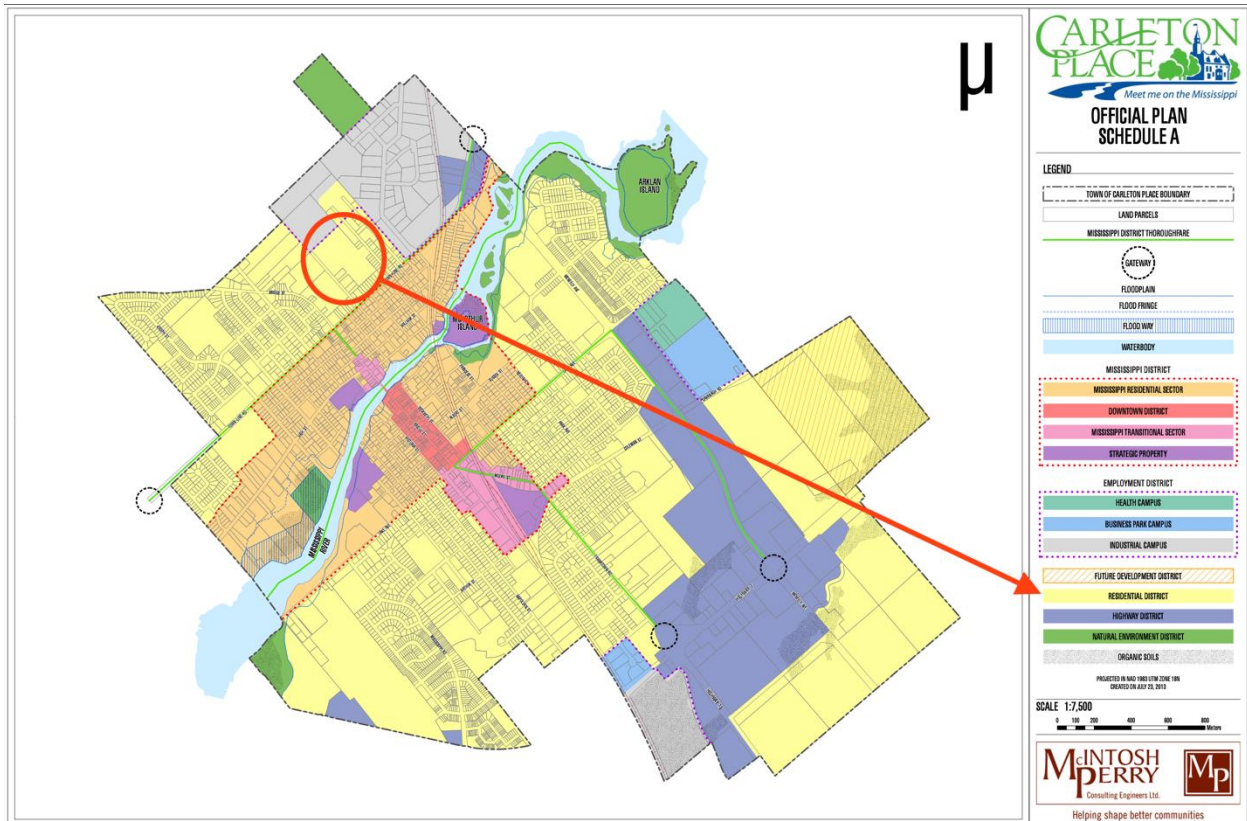 µ
CARLETON
PLACE
Meet me on the Mississippi
OFFICIAL PLAN
SCHEDULE A
LEGEND
TOWN OF CARLETON PLACE BOUNDARY
LAND PARCELS
MISSISSIPPI DISTRICT THOROUGHFARE
GATEWAY
FLOODPLAIN
FLOOD FRINGE
FLOOD WAY
WATERBODY
MISSISSIPPI DISTRICT
MISSISSIPPI RESIDENTIAL SECTOR
DOWNTOWN DISTRICT
MISSISSIPPI TRANSITIONAL SECTOR
STRATEGIC PROPERTY
EMPLOYMENT DISTRICT
HEALTH CAMPUS
BUSINESS PARK CAMPUS
INDUSTRIAL CAMPUS
FUTURE DEVELOPMENT DISTRICT
RESIDENTIAL DISTRICT
HIGHWAY DISTRICT
NATURAL ENVIRONMENT DISTRICT
ORGANIC SOILS
PROJECTED IN NAD 1983 UTM ZONE 18N
CREATED ON JULY 23, 2013
SCALE 1:7,500
0 100 200 400 600 800
Meters
McINTOSH
PERRY
Consulting Engineers Ltd.
MP
Helping shape better communities
ARKLAN
ISLAND
ISLAND
MISSISSIPPI
RIVER